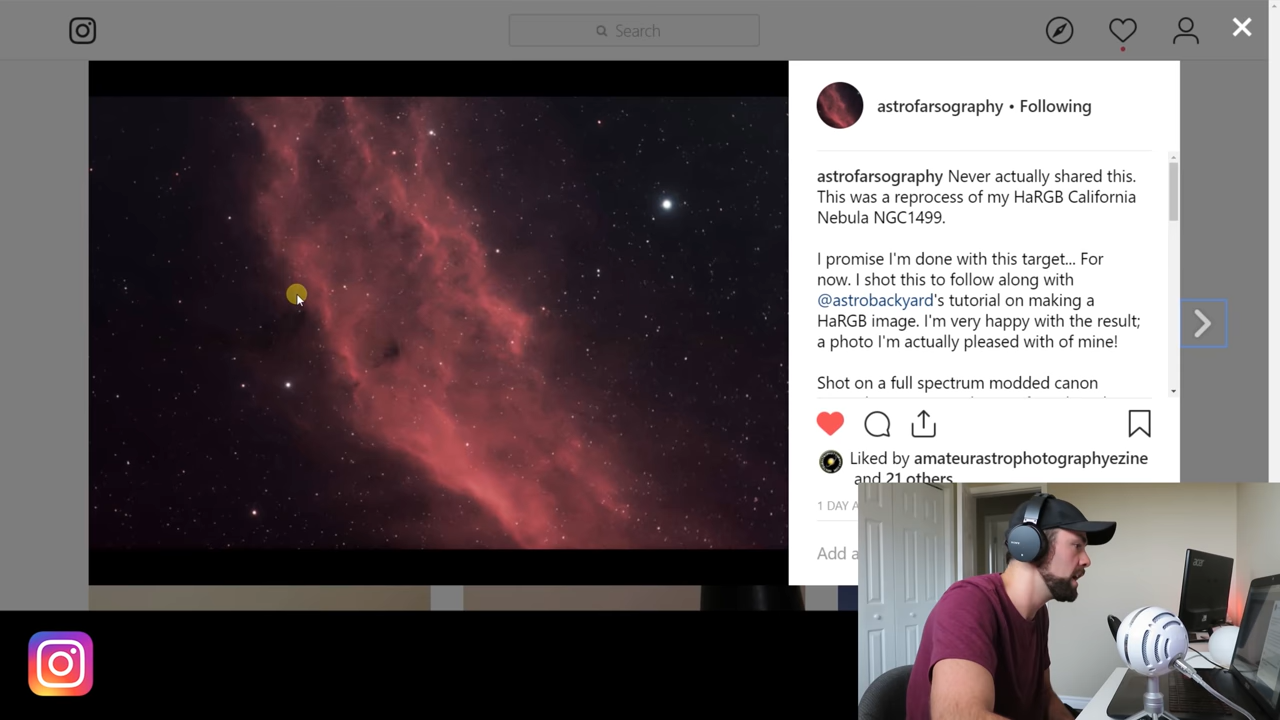 Search
astrofarsography • Following
astrofarsography Never actually shared this.
This was a reprocess of my HaRGB California
Nebula NGC1499.
I promise I'm done with this target... For
now. I shot this to follow along with
@astrobackyard's tutorial on making a
HaRGB image. I'm very happy with the result;
a photo I'm actually pleased with of mine!
Shot on a full spectrum modded canon
Liked by amateurastrophotographyezine
and 21 others
1 DAY A
Add a
acer